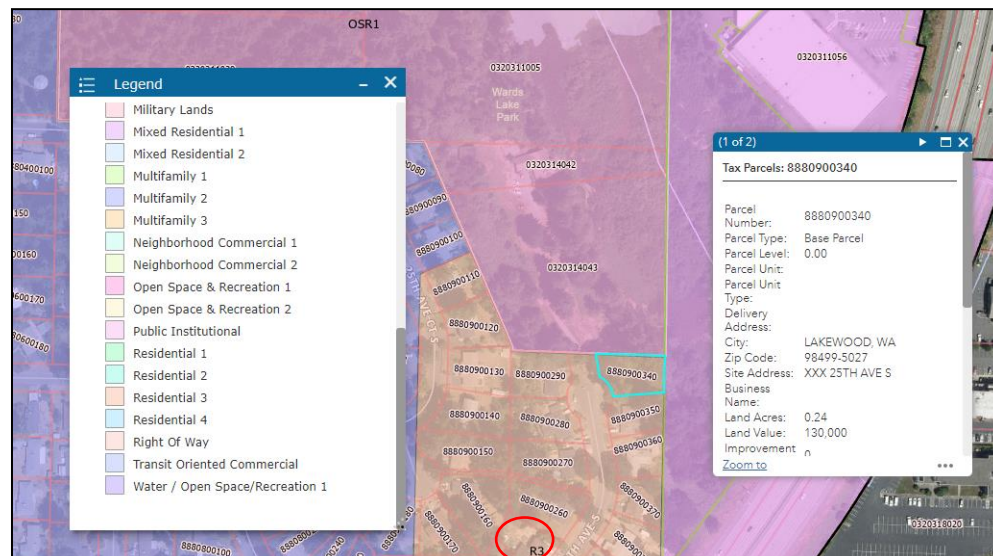 OSR1
0320311005
Wards
Lake
Park
0320311056
0320314042
0320314043
Legend
Military Lands
Mixed Residential 1
Mixed Residential 2
Multifamily 1
Multifamily 2
Multifamily 3
Neighborhood Commercial 1
Neighborhood Commercial 2
Open Space & Recreation 1
Open Space & Recreation 2
Public Institutional
Residential 1
Residential 2
Residential 3
Residential 4
Right Of Way
Transit Oriented Commercial
Water / Open Space/Recreation 1
(1 of 2)
Tax Parcels: 8880900340
Parcel
Number:
8880900340
Parcel Type: Base Parcel
Parcel Level: 0.00
Parcel Unit:
Parcel Unit
Type:
Delivery
Address:
City: LAKEWOOD, WA
Zip Code: 98499-5027
Site Address: XXX 25TH AVE S
Business
Name:
Land Acres: 0.24
Land Value: 130,000
Improvement
Zoom to
8880900090
8880900100
8880900110
25TH AVE CT S
8880900120
8880900130
8880900290
8880900340
8880900140
8880900280
8880900350
8880900360
8880900150
8880900270
8880900160
8880900260
8880900370
8880900170
R3
8880800100
0320318020